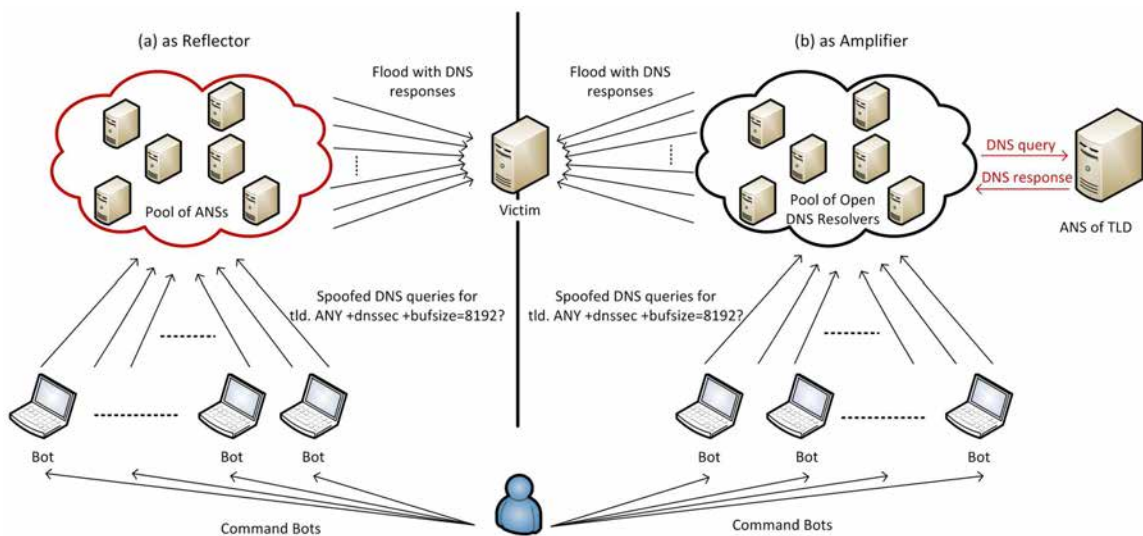 (a) as Reflector
(b) as Amplifier
Flood with DNS
responses
Flood with DNS
responses
DNS query
DNS response
Pool of ANSs
Victim
Pool of Open
DNS Resolvers
ANS of TLD
Spoofed DNS queries for
tld. ANY +dnssec +bufsize=8192?
Spoofed DNS queries for
tld. ANY +dnssec +bufsize=8192?
Bot
Bot
Bot
Bot
Bot
Bot
Command Bots
Command Bots